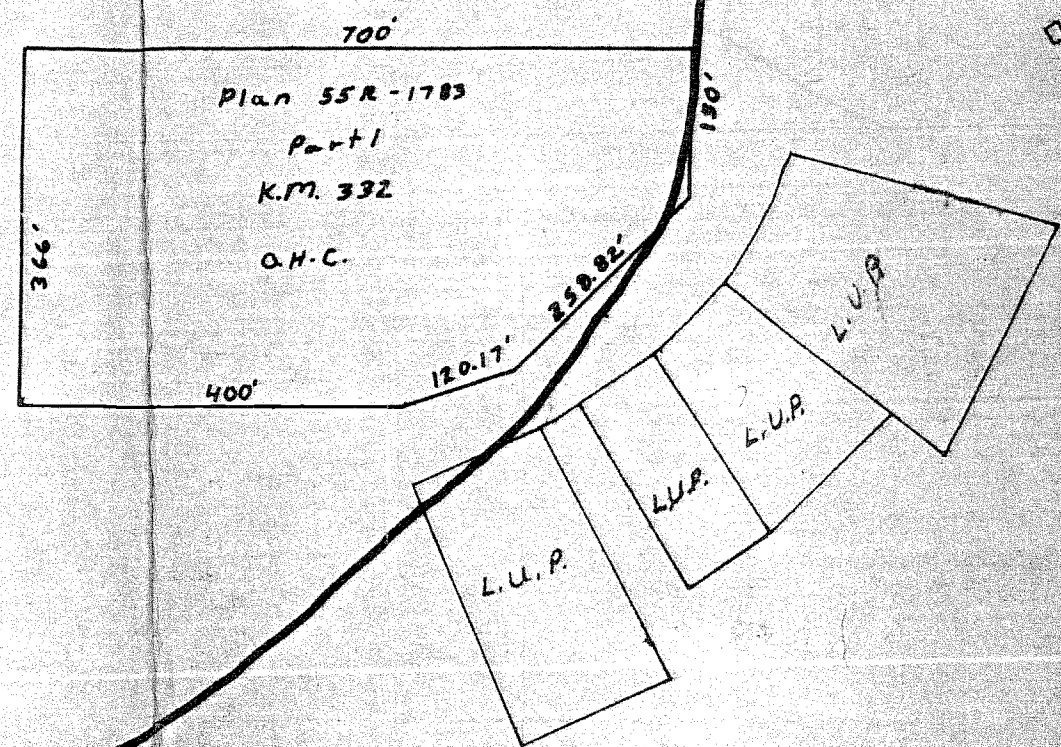 700'
Plan 55R-1783
Part 1
K.M. 332
O.H.C.
366'
130'
258.82'
120.17'
400'
L.U.P.
L.U.P.
L.U.P.
L.U.P.